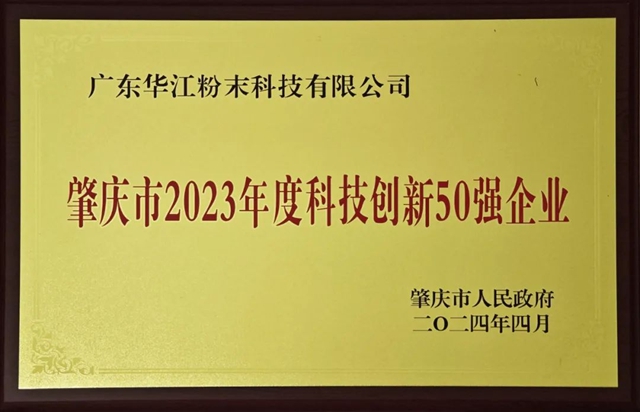 广东华江粉末科技有限公司
肇庆市2023年度科技创新50强企业
肇庆市人民政府
二〇二四年四月